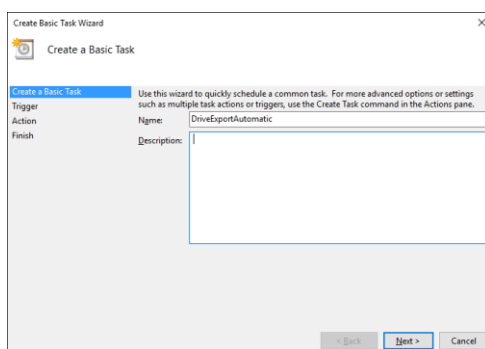 Create Basic Task Wizard
Create a Basic Task
Create a Basic Task
Trigger
Action
Finish
Use this wizard to quickly schedule a common task. For more advanced options or settings
such as multiple task actions or triggers, use the Create Task command in the Actions pane.
Name: DriveExportAutomatic
Description:
< Back Next > Cancel